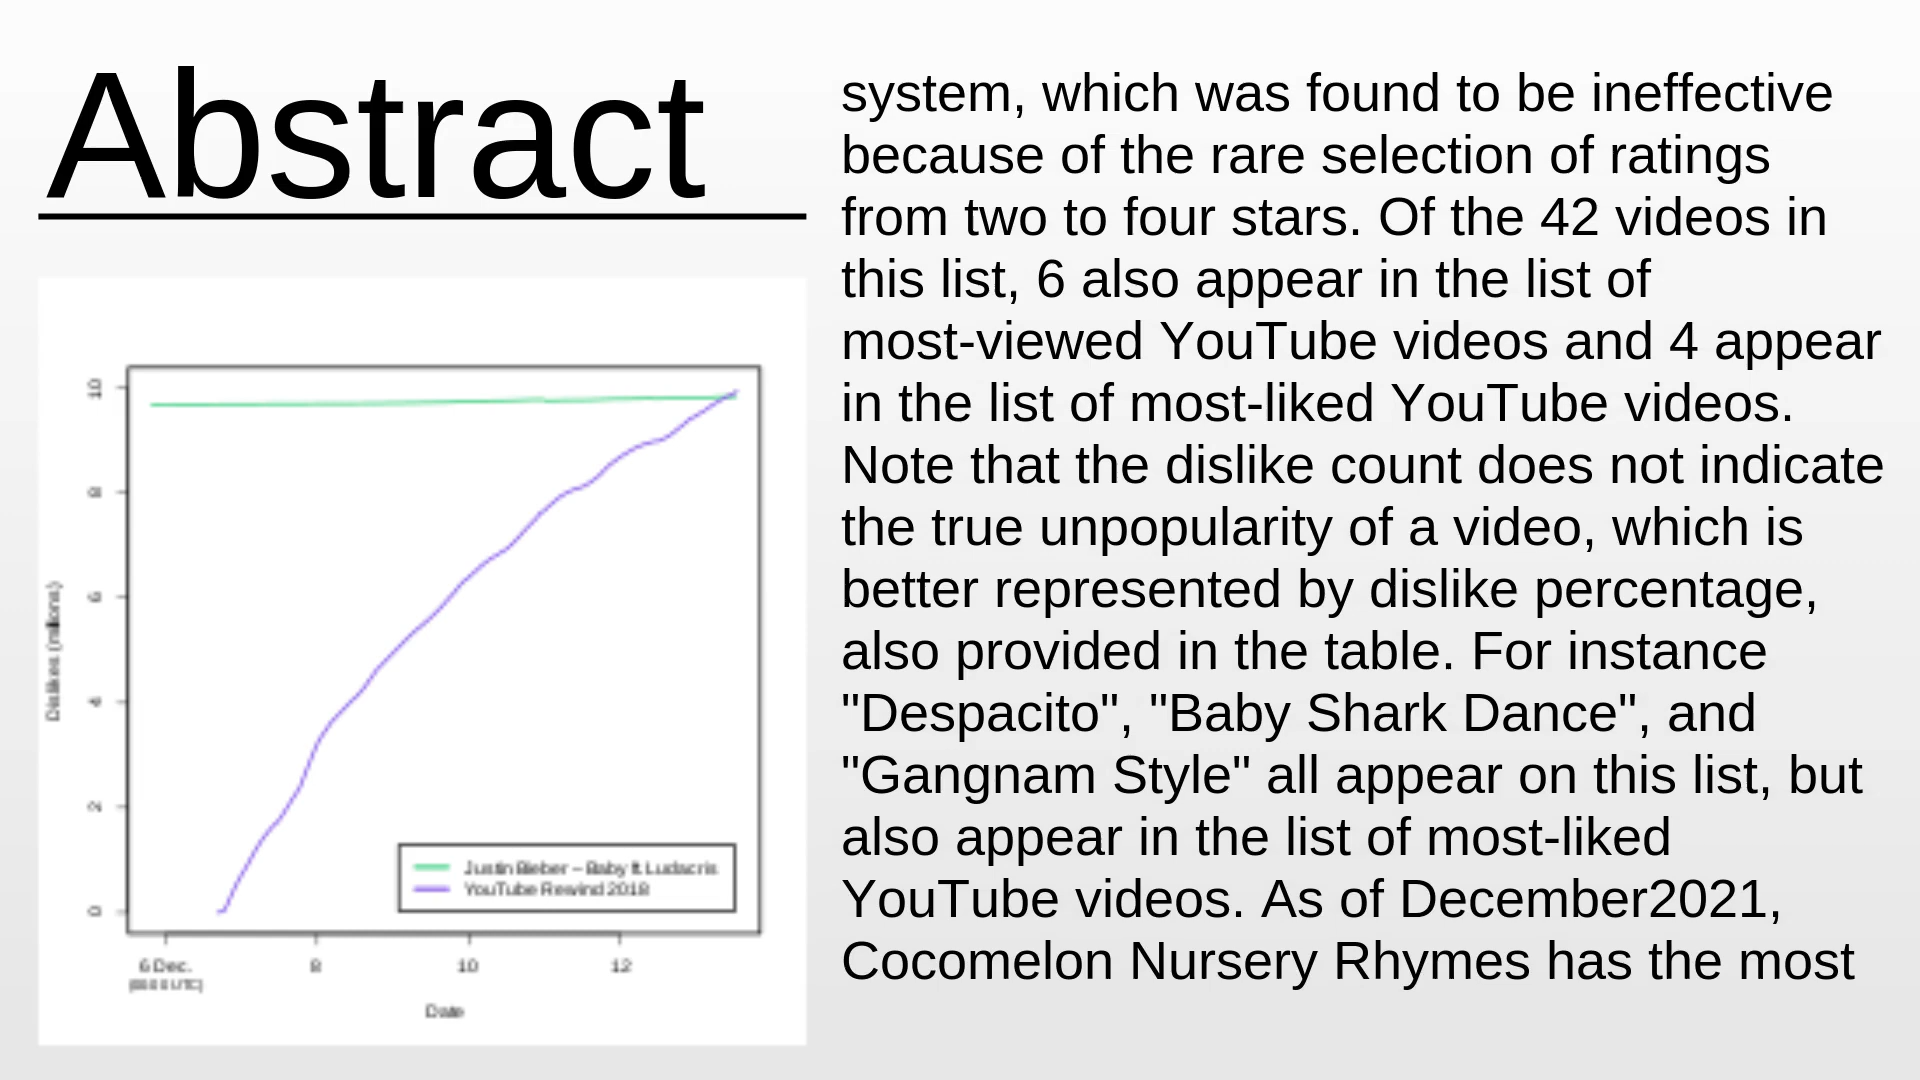 Abstract
system, which was found to be ineffective
because of the rare selection of ratings
from two to four stars. Of the 42 videos in
this list, 6 also appear in the list of
most-viewed YouTube videos and 4 appear
in the list of most-liked YouTube videos.
Note that the dislike count does not indicate
the true unpopularity of a video, which is
better represented by dislike percentage,
also provided in the table. For instance
"Despacito", "Baby Shark Dance", and
"Gangnam Style" all appear on this list, but
also appear in the list of most-liked
YouTube videos. As of December2021,
Cocomelon Nursery Rhymes has the most
10
8
6
4
2
0
Dislikes (millions)
Justin Bieber – Baby ft. Ludacris
YouTube Rewind 2018
6 Dec. 8 10 12
Date